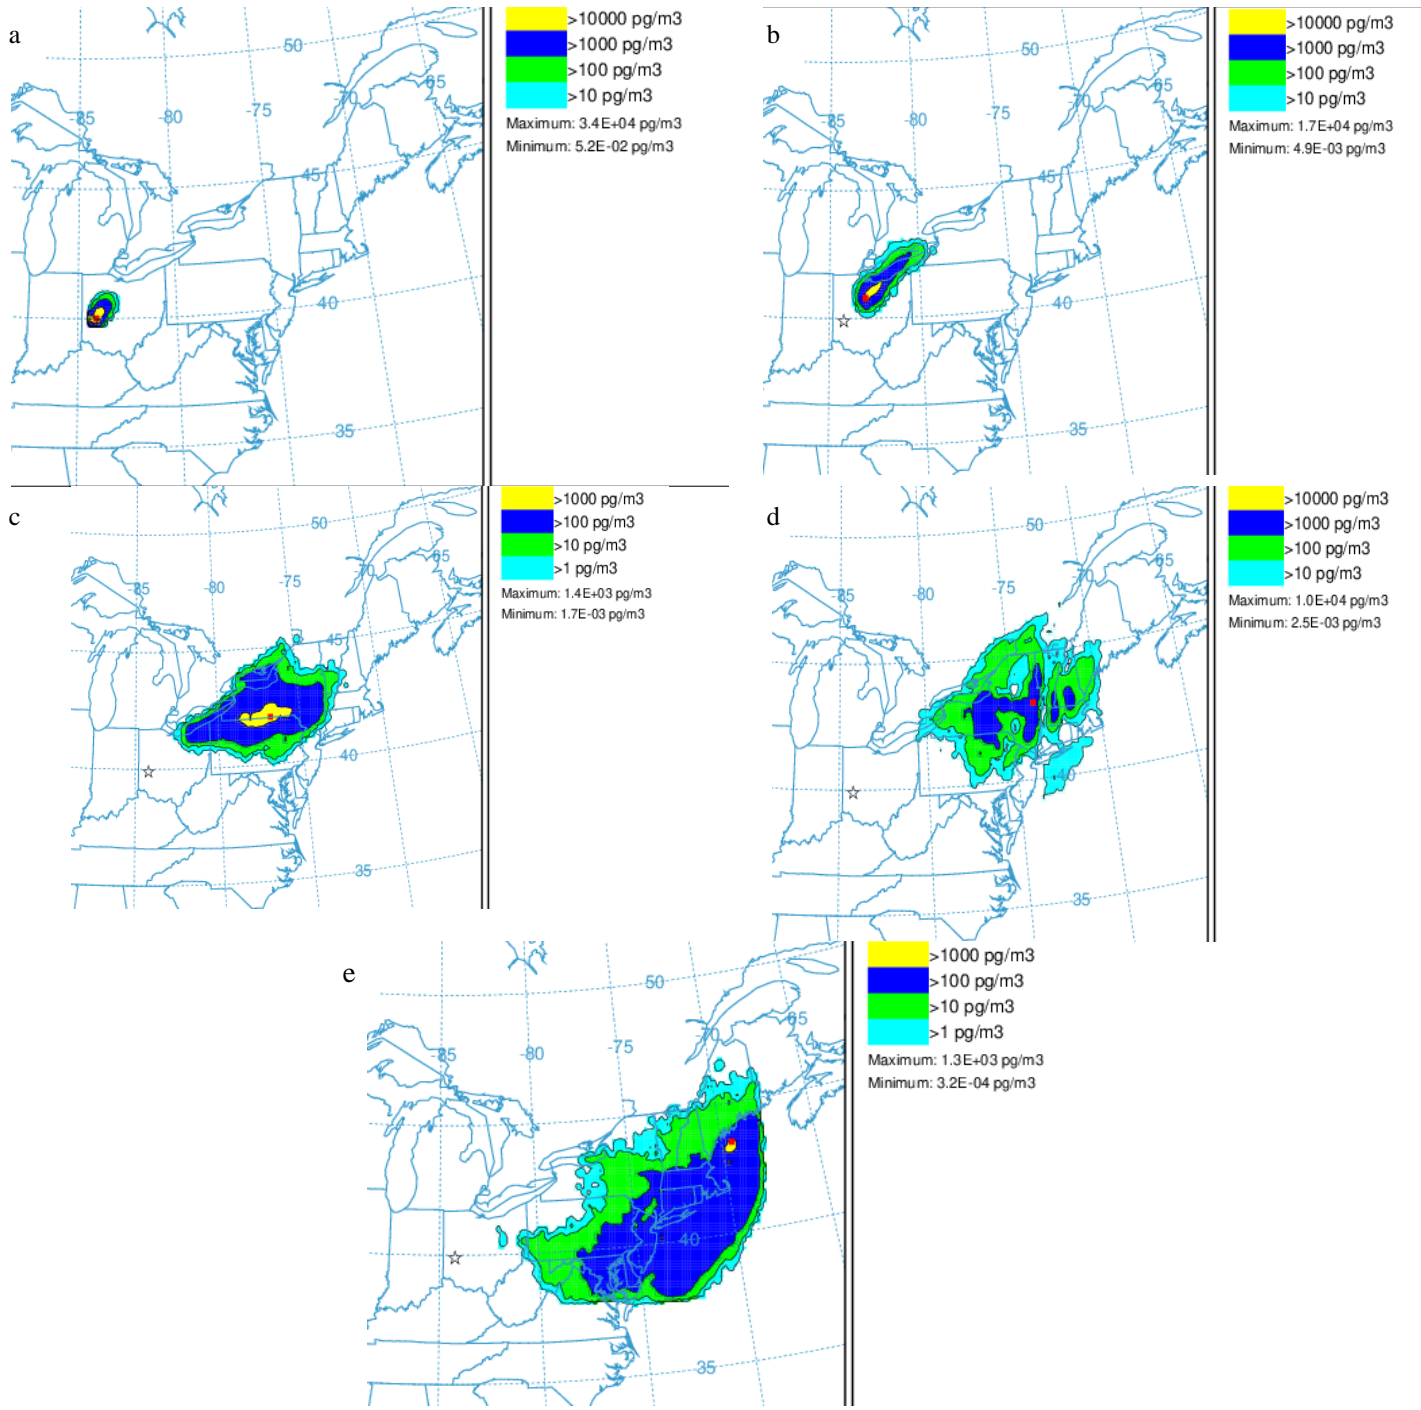 a
50
-85
-80
-75
-70
65
45
40
35
>10000 pg/m3
>1000 pg/m3
>100 pg/m3
>10 pg/m3
Maximum: 3.4E+04 pg/m3
Minimum: 5.2E-02 pg/m3
b
50
-85
-80
-75
-70
65
45
40
35
>10000 pg/m3
>1000 pg/m3
>100 pg/m3
>10 pg/m3
Maximum: 1.7E+04 pg/m3
Minimum: 4.9E-03 pg/m3
c
50
-85
-80
-75
70
65
45
40
35
>1000 pg/m3
>100 pg/m3
>10 pg/m3
>1 pg/m3
Maximum: 1.4E+03 pg/m3
Minimum: 1.7E-03 pg/m3
d
50
-85
-80
-75
-70
65
45
40
35
>10000 pg/m3
>1000 pg/m3
>100 pg/m3
>10 pg/m3
Maximum: 1.0E+04 pg/m3
Minimum: 2.5E-03 pg/m3
e
50
-85
-80
-75
-70
65
40
35
>1000 pg/m3
>100 pg/m3
>10 pg/m3
>1 pg/m3
Maximum: 1.3E+03 pg/m3
Minimum: 3.2E-04 pg/m3